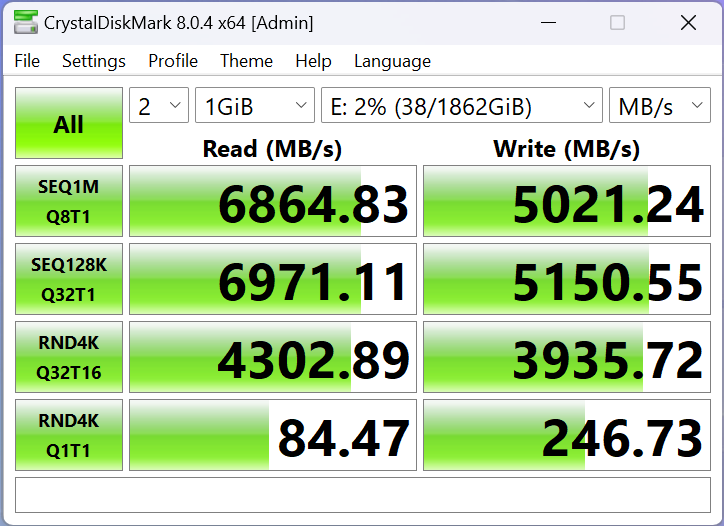 CrystalDiskMark 8.0.4 x64 [Admin]
File Settings Profile Theme Help Language
All 2 1GiB E: 2% (38/1862GiB) MB/s
Read (MB/s) Write (MB/s)
SEQ1M
Q8T1
6864.83 5021.24
SEQ128K
Q32T1
6971.11 5150.55
RND4K
Q32T16
4302.89 3935.72
RND4K
Q1T1
84.47 246.73